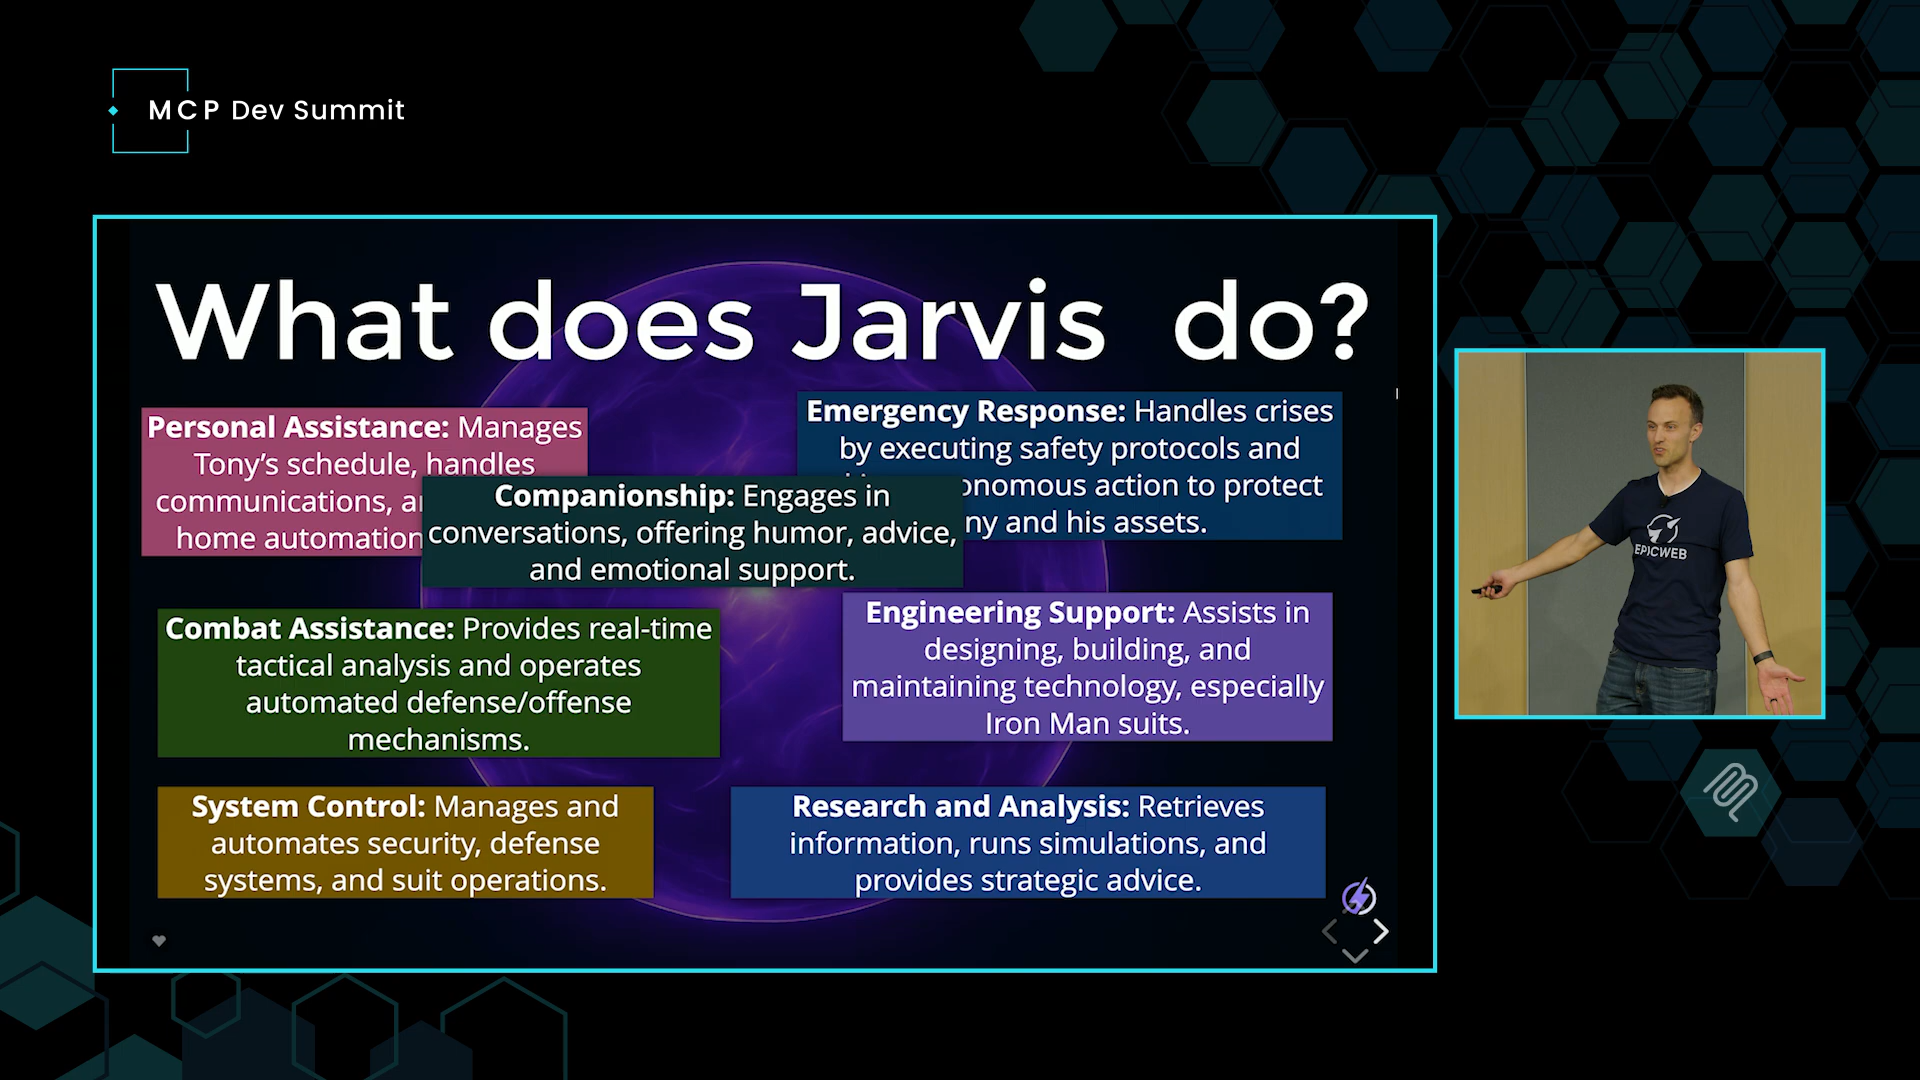 MCP Dev Summit
What does Jarvis do?
Personal Assistance: Manages
Tony's schedule, handles
communications,
home automation
Emergency Response: Handles crises
by executing safety protocols and
action to protect
and his assets.
Companionship: Engages in
conversations, offering humor, advice,
and emotional support.
Combat Assistance: Provides real-time
tactical analysis and operates
automated defense/offense
mechanisms.
Engineering Support: Assists in
designing, building, and
maintaining technology, especially
Iron Man suits.
System Control: Manages and
automates security, defense
systems, and suit operations.
Research and Analysis: Retrieves
information, runs simulations, and
provides strategic advice.
EPICWEB